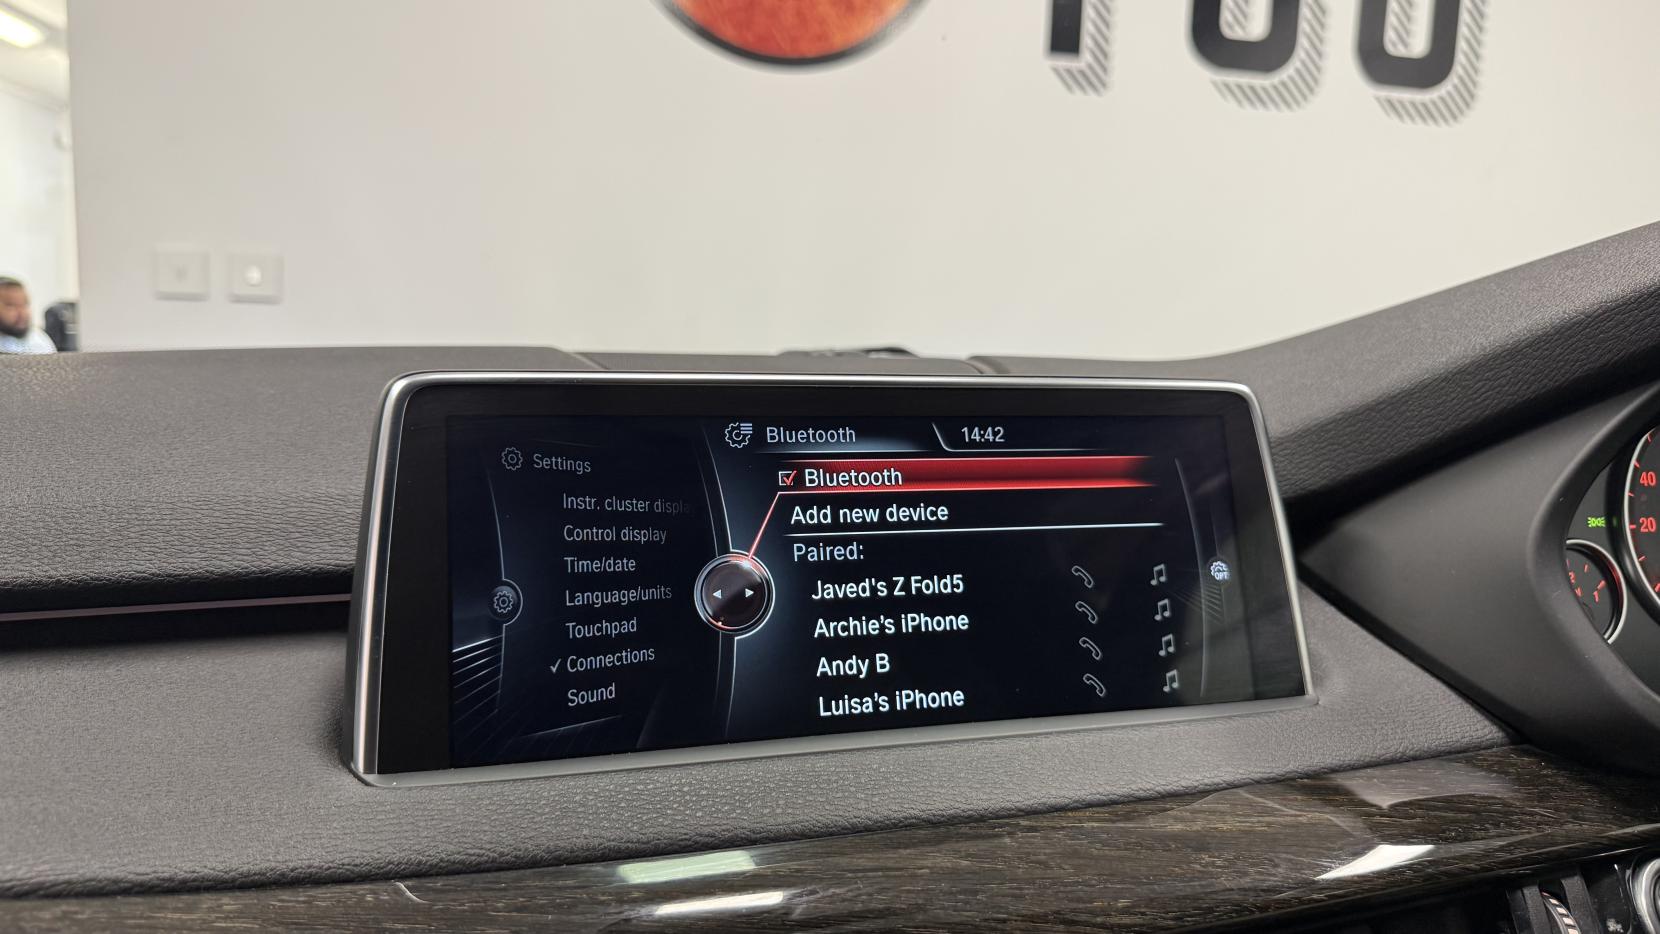 YOU
Bluetooth
14:42
Settings
Instr. cluster displa
Control display
Time/date
Language/units
Touchpad
Connections
Sound
Bluetooth
Add new device
Paired:
Javed's Z Fold5
Archie's iPhone
Andy B
Luisa's iPhone
OPT
40
20